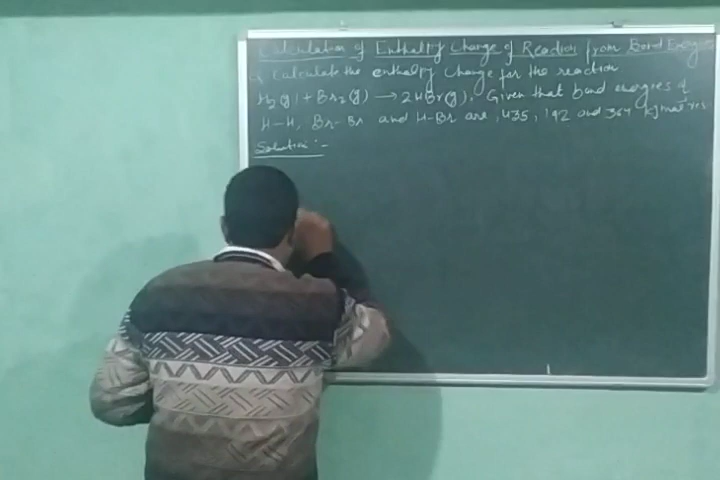 Calculation of Enthalpy Change of Reaction from Bond Energies
Q Calculate the enthalpy change for the reaction
H₂(g) + Br₂(g) → 2HBr(g). Given that bond energies of
H-H, Br-Br and H-Br are, 435, 192 and 364 kJ mol⁻¹ res.
Solution:-